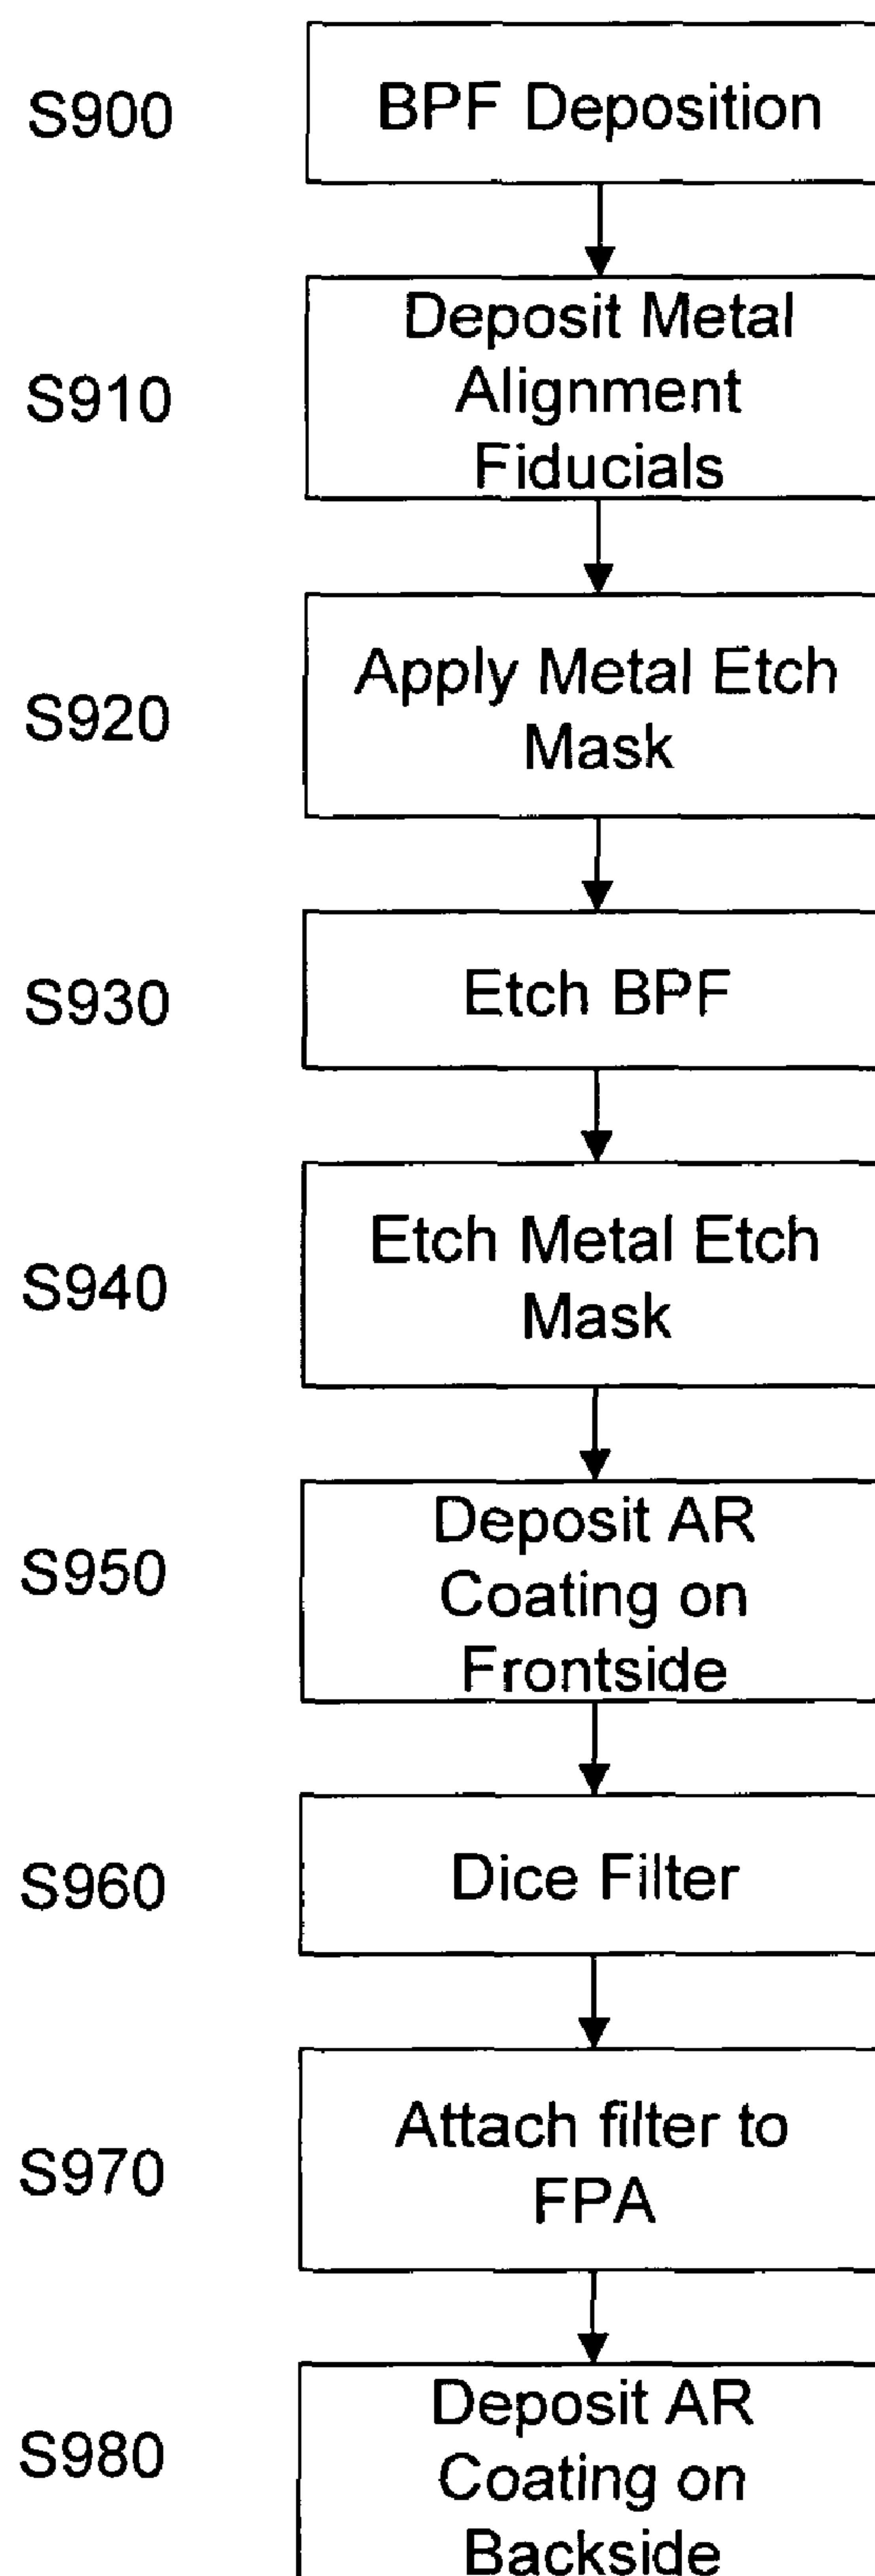 S900
BPF Deposition
S910
Deposit Metal
Alignment
Fiducials
S920
Apply Metal Etch
Mask
S930
Etch BPF
S940
Etch Metal Etch
Mask
S950
Deposit AR
Coating on
Frontside
S960
Dice Filter
S970
Attach filter to
FPA
S980
Deposit AR
Coating on
Backside